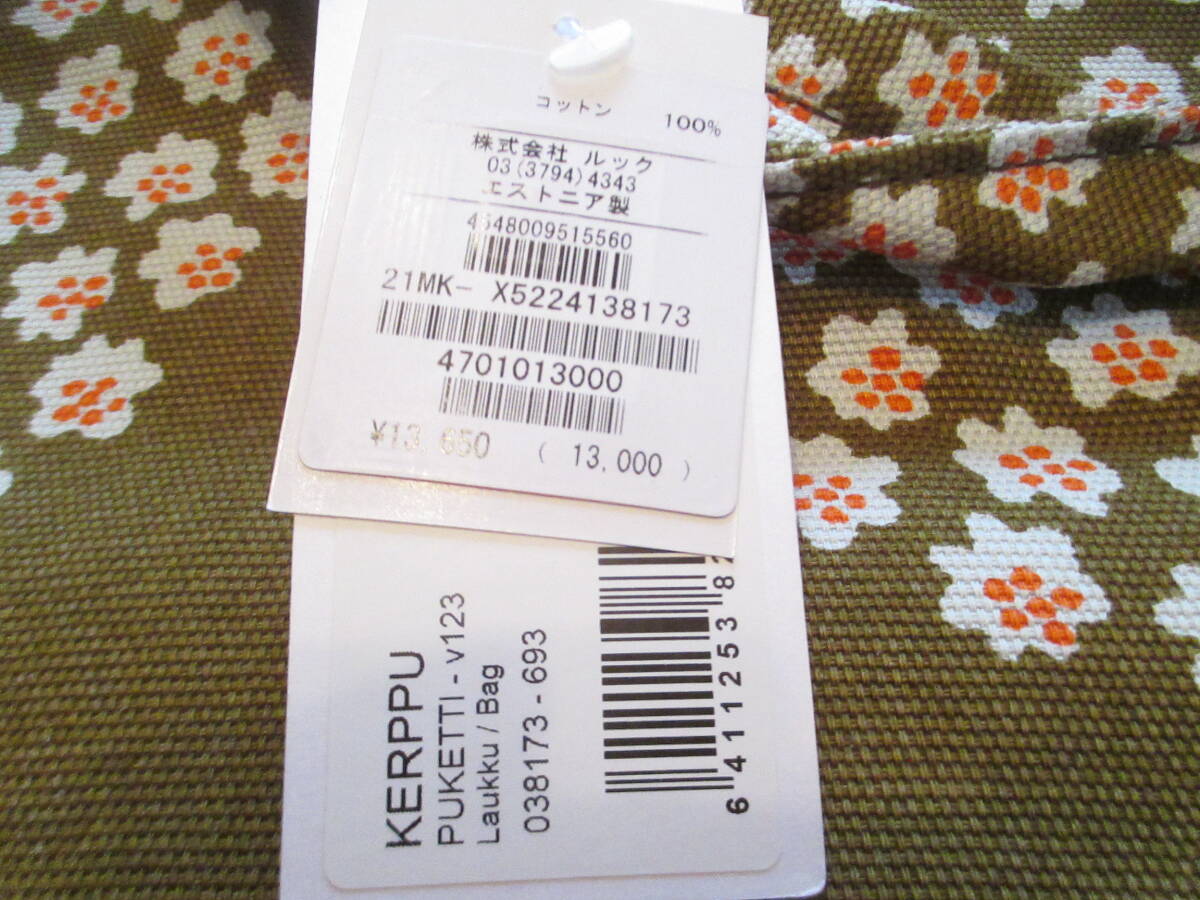 コットン 100%
株式会社 ルック
03(3794)4343
エストニア製
4548009515560
21MK- X5224138173
4701013000
¥13,650 ( 13,000 )
KERPPU
PUKETTI - v123
Laukku / Bag
038173 - 693
6 411253 82